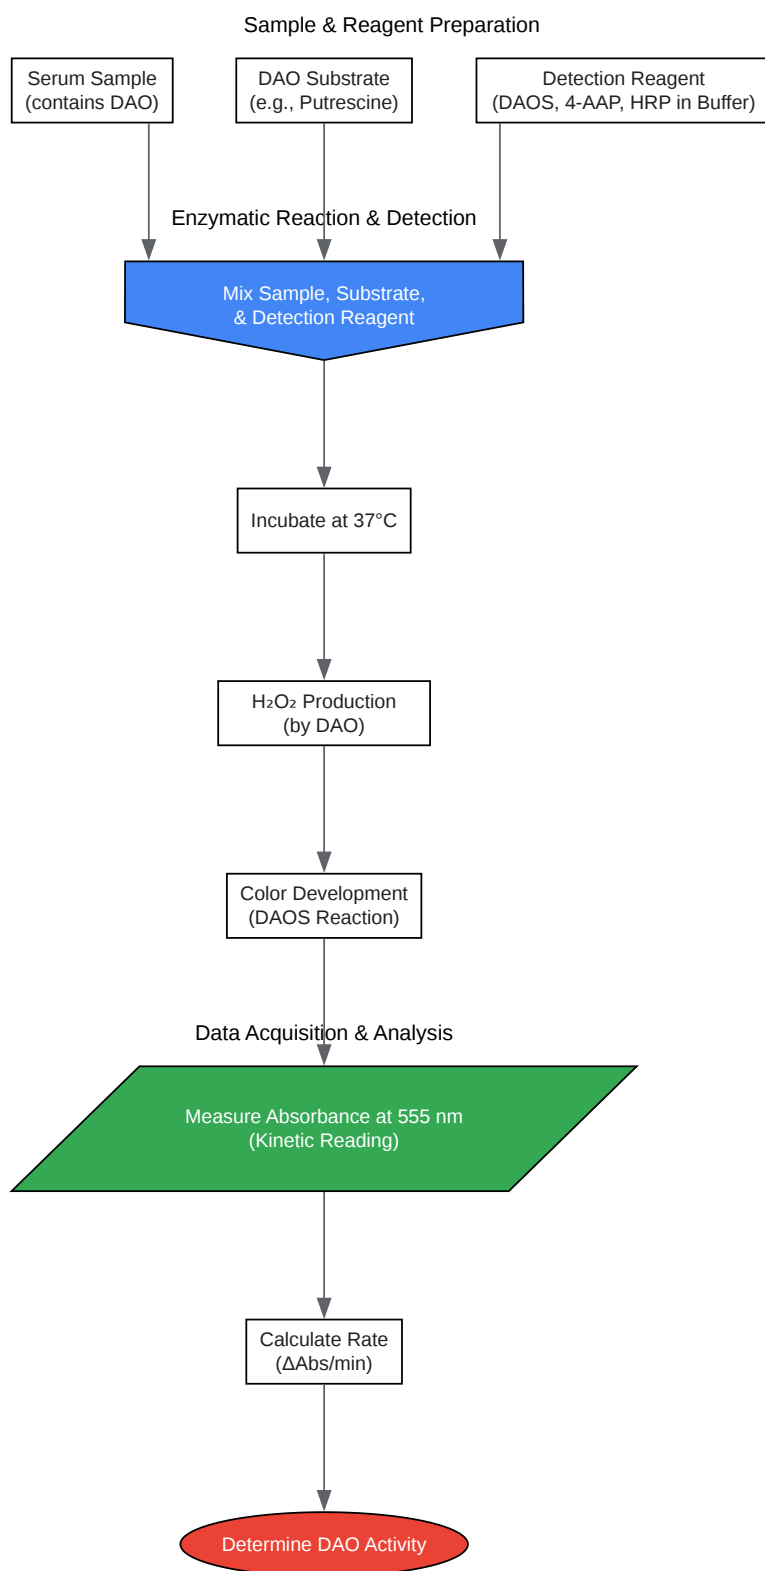 Sample & Reagent Preparation
Serum Sample
(contains DAO)
DAO Substrate
(e.g., Putrescine)
Detection Reagent
(DAOS, 4-AAP, HRP in Buffer)
Enzymatic Reaction & Detection
Mix Sample, Substrate,
& Detection Reagent
Incubate at 37°C
H₂O₂ Production
(by DAO)
Color Development
(DAOS Reaction)
Data Acquisition & Analysis
Measure Absorbance at 555 nm
(Kinetic Reading)
Calculate Rate
(ΔAbs/min)
Determine DAO Activity